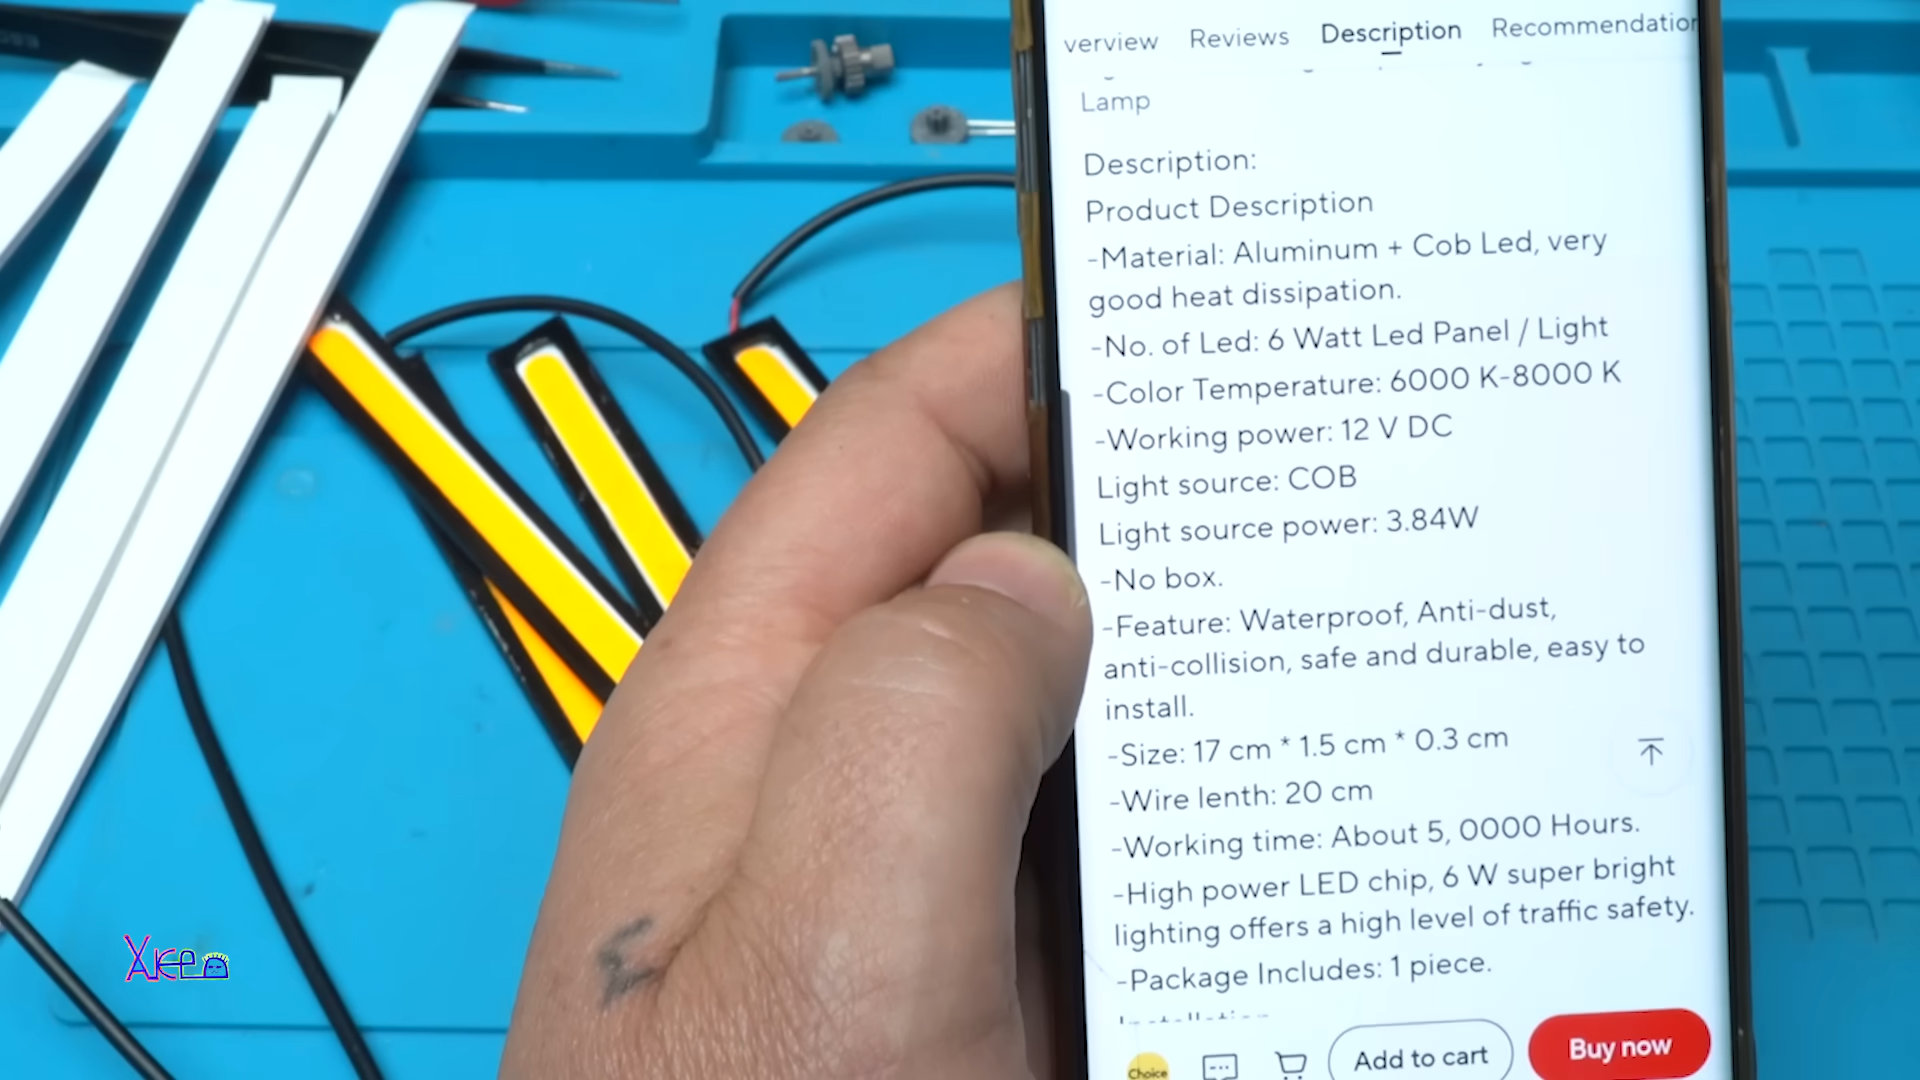 verview Reviews Description Recommendation
Lamp
Description:
Product Description
-Material: Aluminum + Cob Led, very
good heat dissipation.
-No. of Led: 6 Watt Led Panel / Light
-Color Temperature: 6000 K-8000 K
-Working power: 12 V DC
Light source: COB
Light source power: 3.84W
-No box.
-Feature: Waterproof, Anti-dust,
anti-collision, safe and durable, easy to
install.
-Size: 17 cm * 1.5 cm * 0.3 cm
-Wire lenth: 20 cm
-Working time: About 5, 0000 Hours.
-High power LED chip, 6 W super bright
lighting offers a high level of traffic safety.
-Package Includes: 1 piece.
Choice Add to cart Buy now